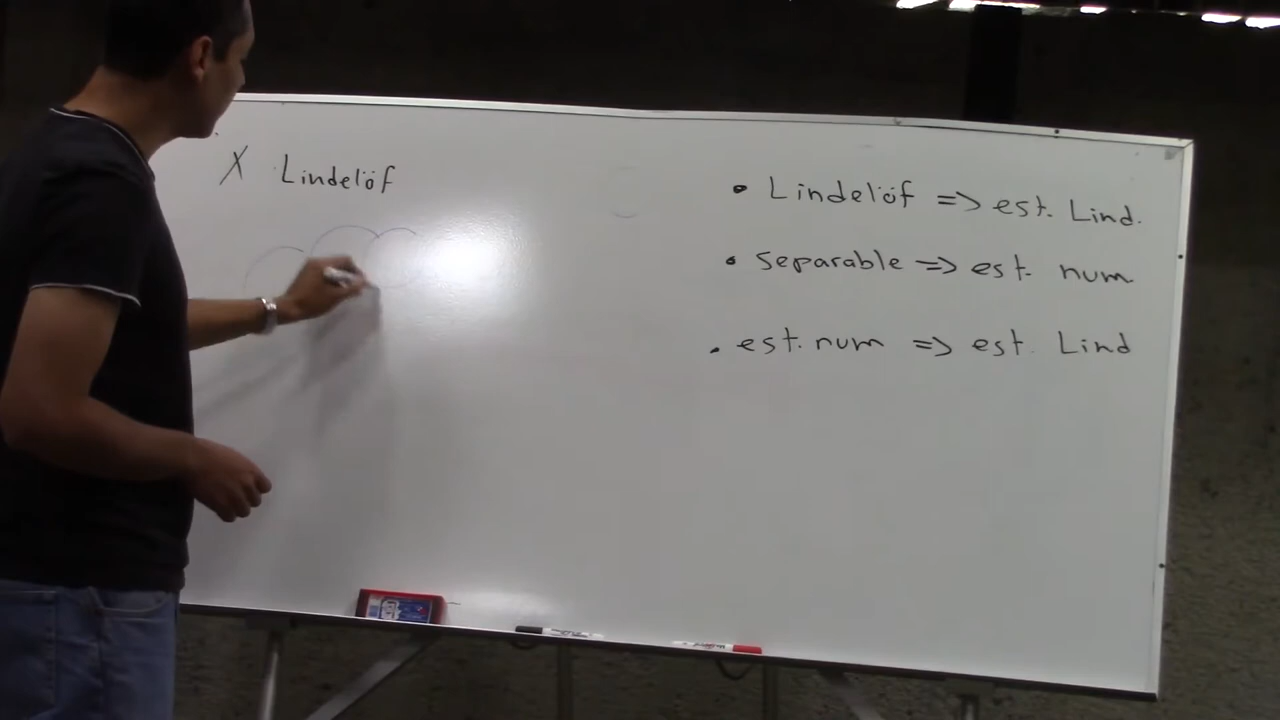 X Lindelöf
• Lindelöf => est. Lind.
• separable => est. num
• est. num => est. Lind